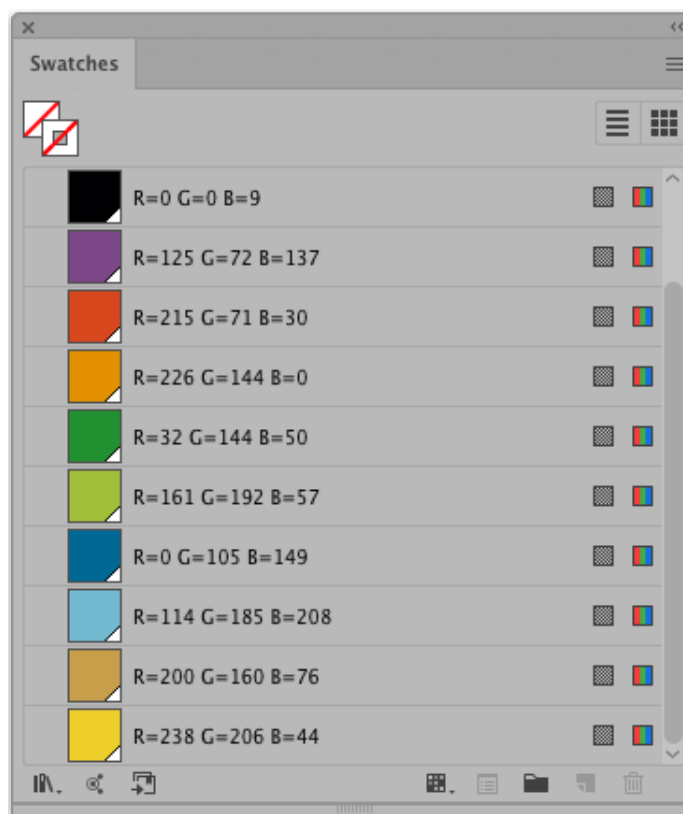 Swatches
R=0 G=0 B=9
R=125 G=72 B=137
R=215 G=71 B=30
R=226 G=144 B=0
R=32 G=144 B=50
R=161 G=192 B=57
R=0 G=105 B=149
R=114 G=185 B=208
R=200 G=160 B=76
R=238 G=206 B=44